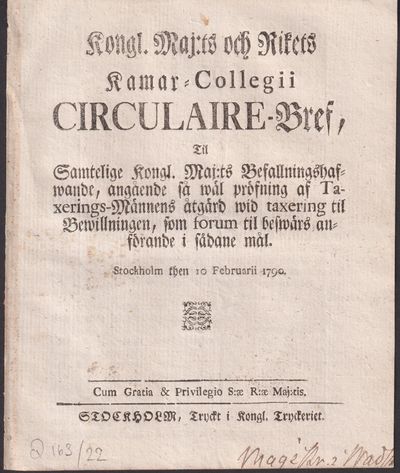 Kongl. Maj:ts och Rikets
Kamar-Collegii
CIRCULAIRE-Bref,
Til
Samtelige Kongl. Maj:ts Befallningshaf-
wande, angående så wäl pröfning af Ta-
xerings-Männens åtgärd wid taxering til
Bewillningen, som forum til beswärs an-
förande i sådane mål.
Stockholm then 10 Februarii 1790.
Cum Gratia & Privilegio S:æ R:æ Maj:tis.
STOCKHOLM, Tryckt i Kongl. Tryckeriet.
Q 163/22